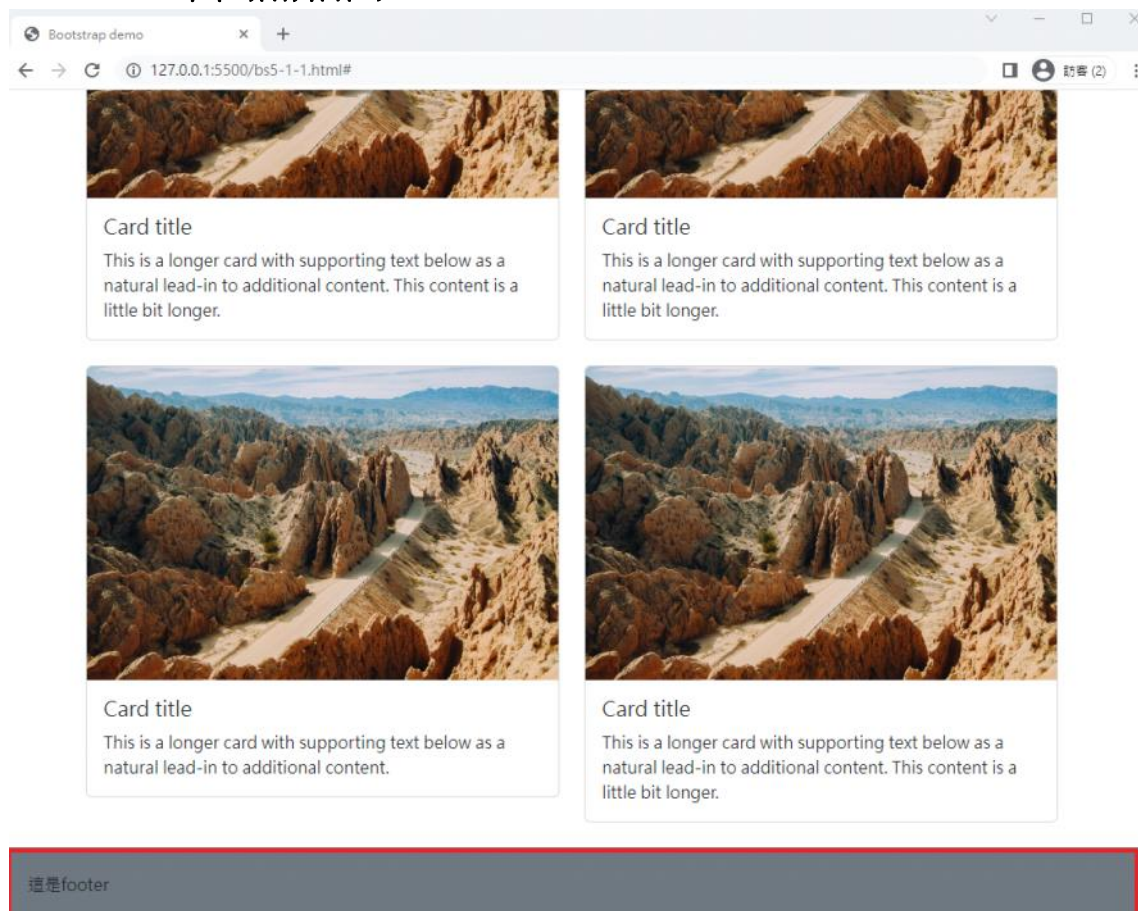 Bootstrap demo
127.0.0.1:5500/bs5-1-1.html#
訪客 (2)
Card title
This is a longer card with supporting text below as a
natural lead-in to additional content. This content is a
little bit longer.
Card title
This is a longer card with supporting text below as a
natural lead-in to additional content. This content is a
little bit longer.
Card title
This is a longer card with supporting text below as a
natural lead-in to additional content.
Card title
This is a longer card with supporting text below as a
natural lead-in to additional content. This content is a
little bit longer.
這是footer